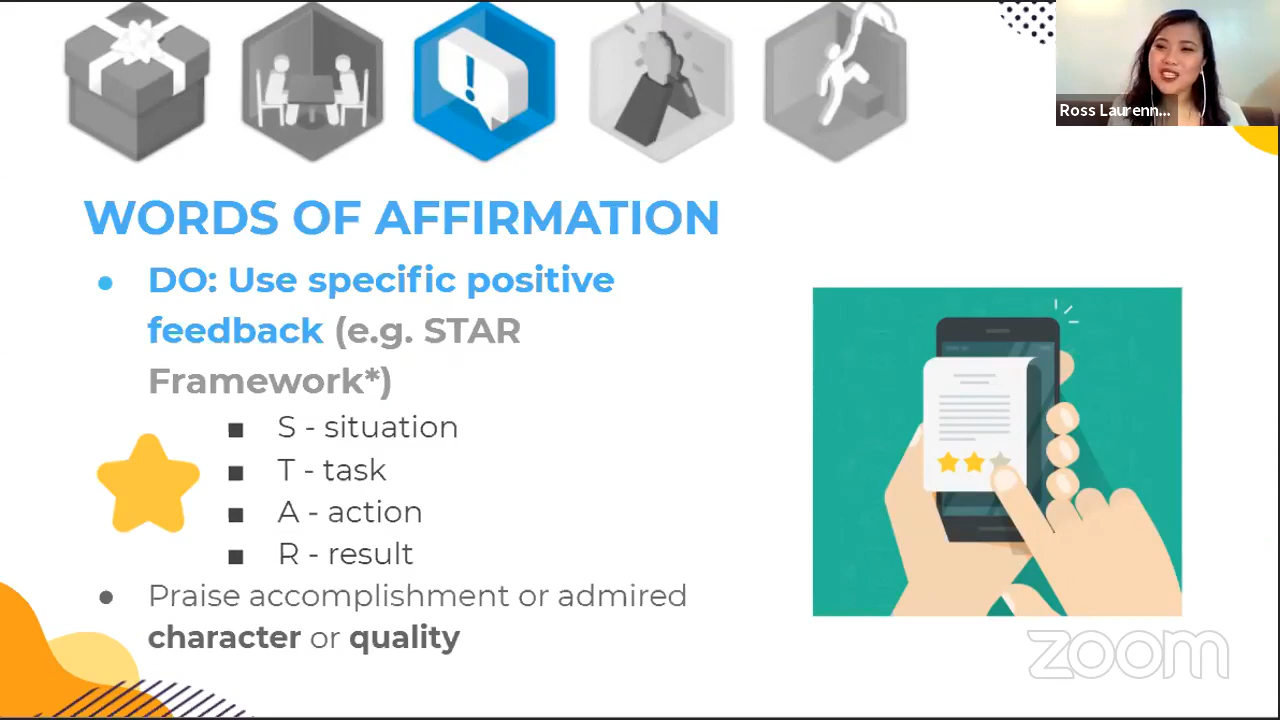 Ross Laurenn...
WORDS OF AFFIRMATION
● DO: Use specific positive
feedback (e.g. STAR
Framework*)
■ S - situation
■ T - task
■ A - action
■ R - result
● Praise accomplishment or admired
character or quality
zoom